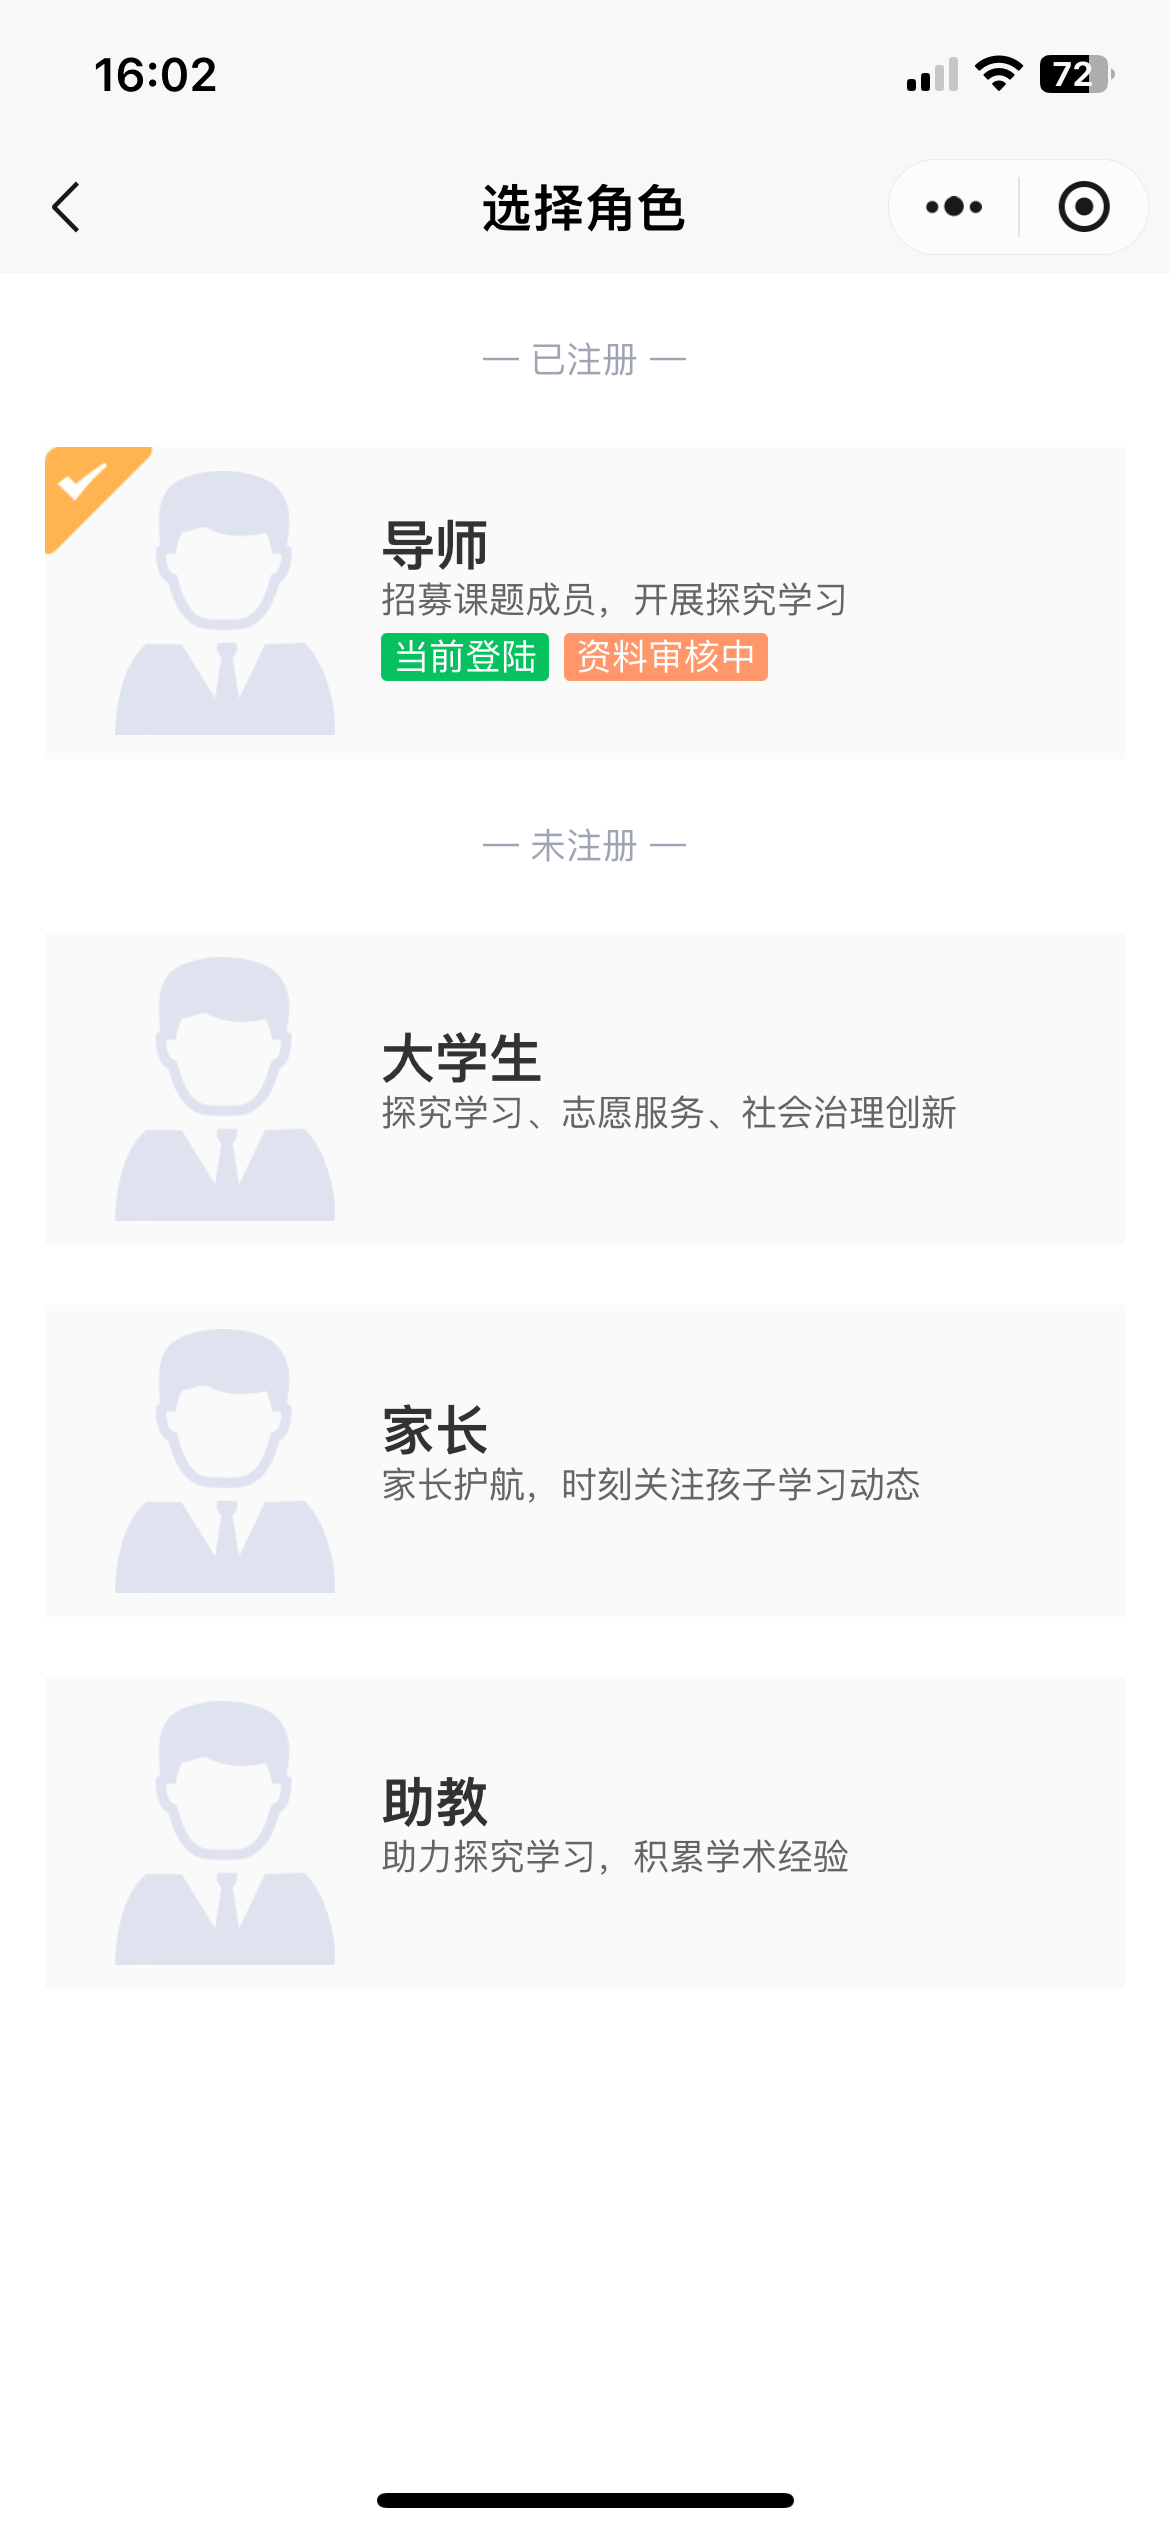 16:02
72
选择角色
— 已注册 —
导师
招募课题成员，开展探究学习
当前登陆 资料审核中
— 未注册 —
大学生
探究学习、志愿服务、社会治理创新
家长
家长护航，时刻关注孩子学习动态
助教
助力探究学习，积累学术经验